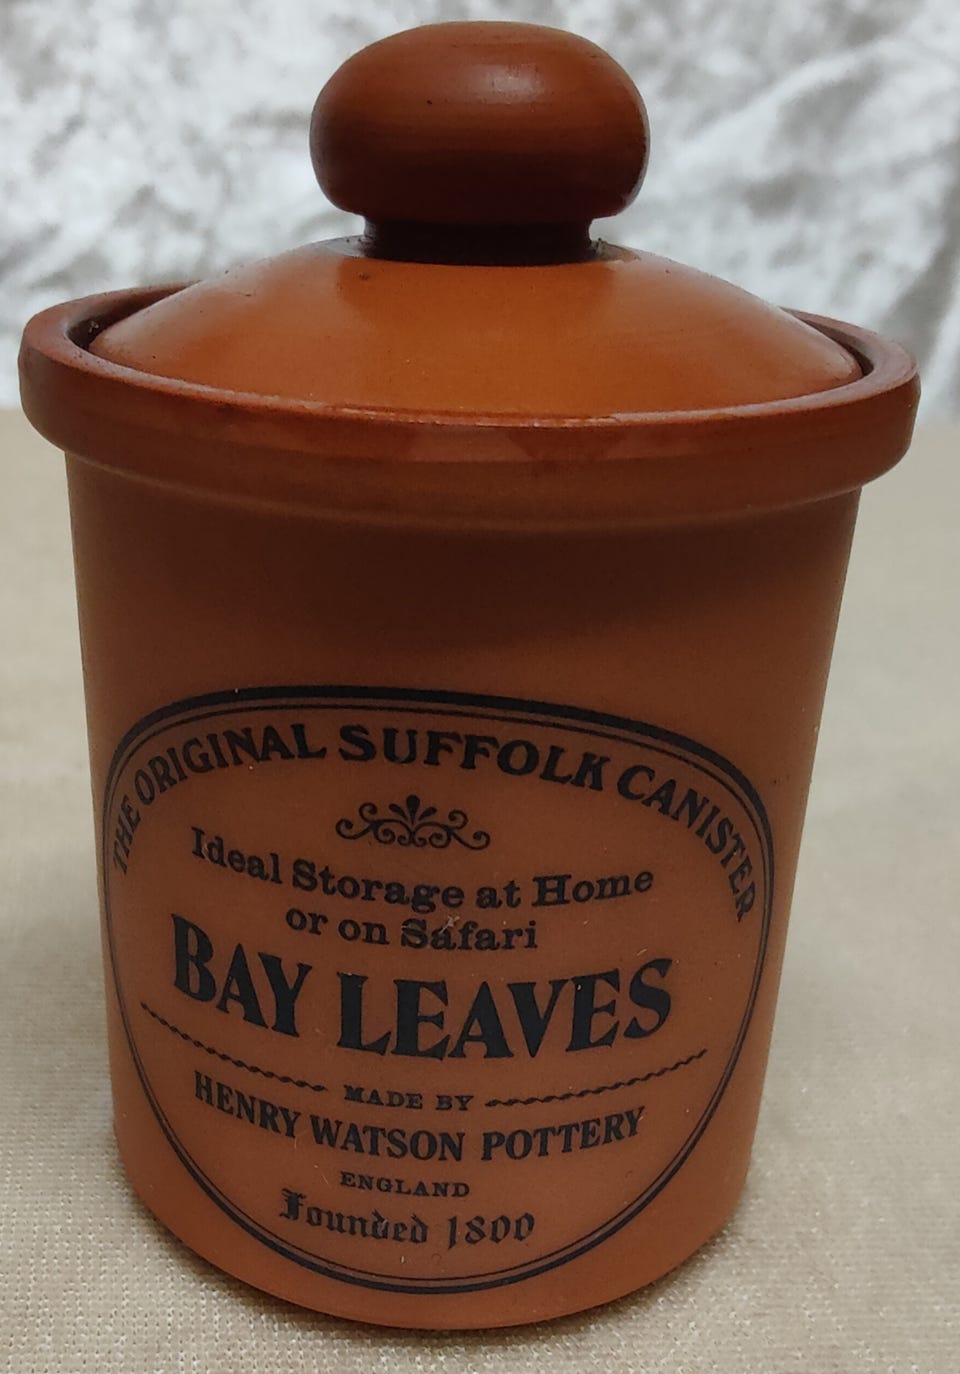 THE ORIGINAL SUFFOLK CANISTER
Ideal Storage at Home
or on Safari
BAY LEAVES
MADE BY
HENRY WATSON POTTERY
ENGLAND
Founded 1800